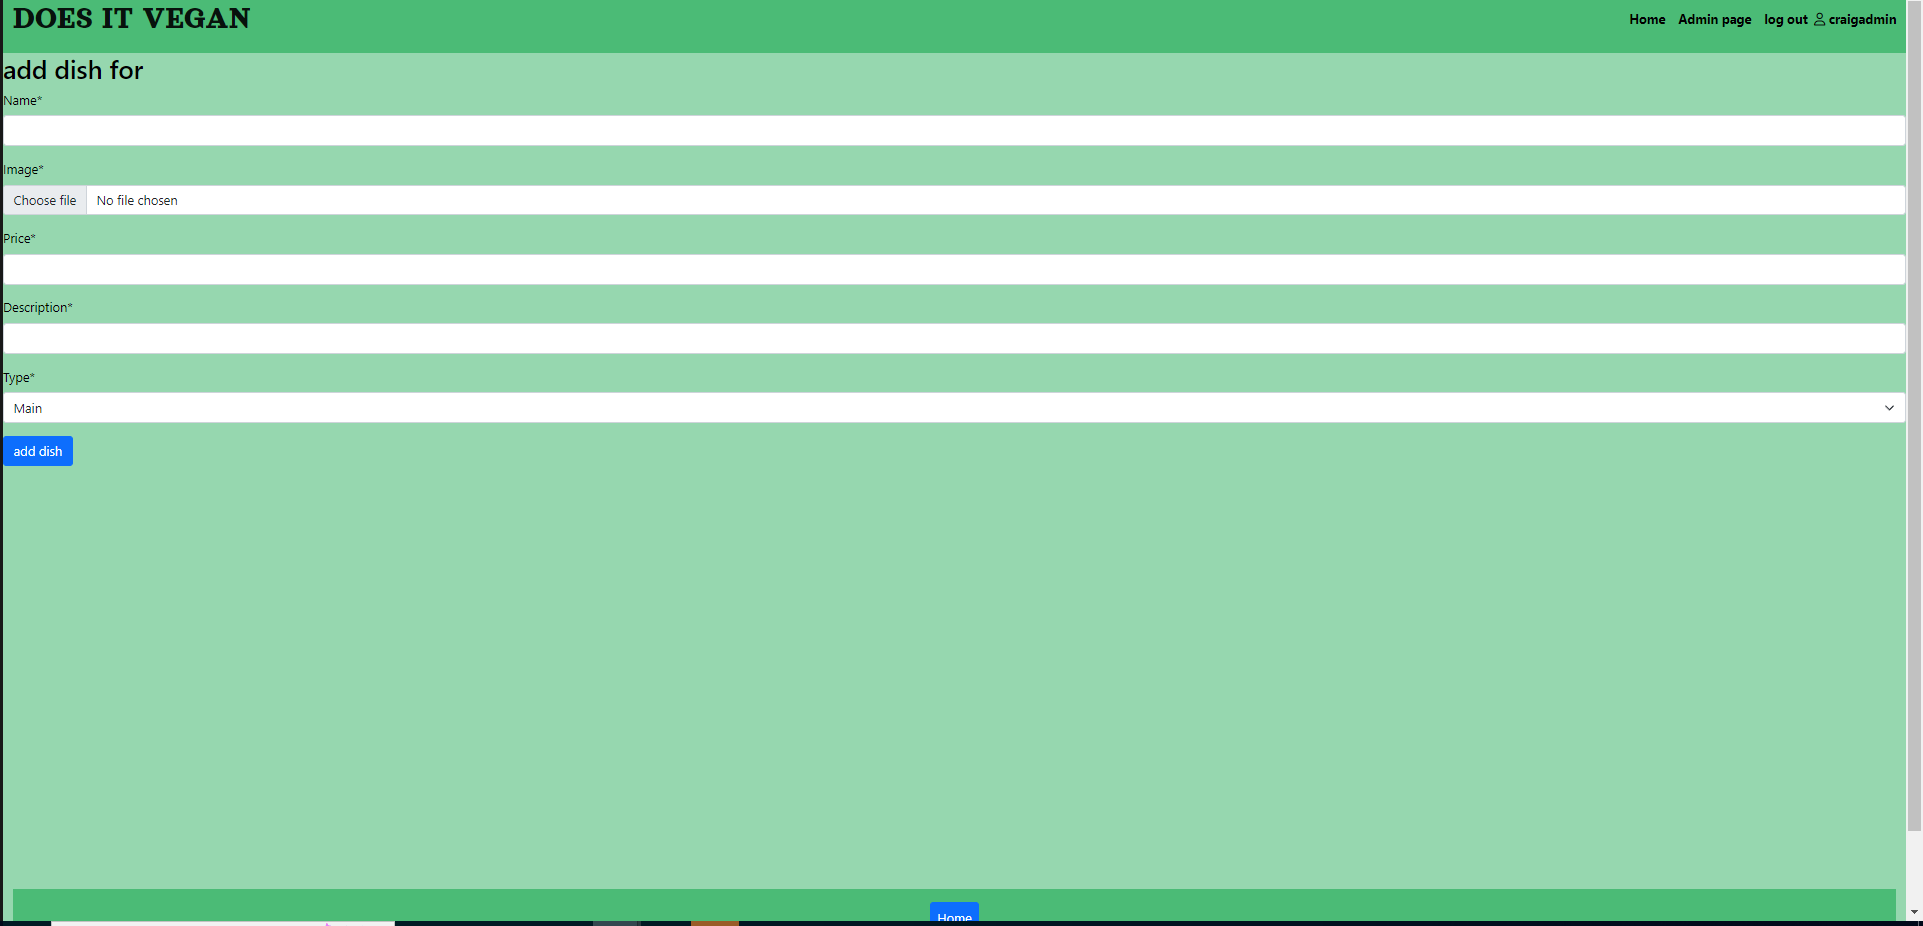 DOES IT VEGAN
Home Admin page log out craigadmin
add dish for
Name*
Image*
Choose file No file chosen
Price*
Description*
Type*
Main
add dish
Home